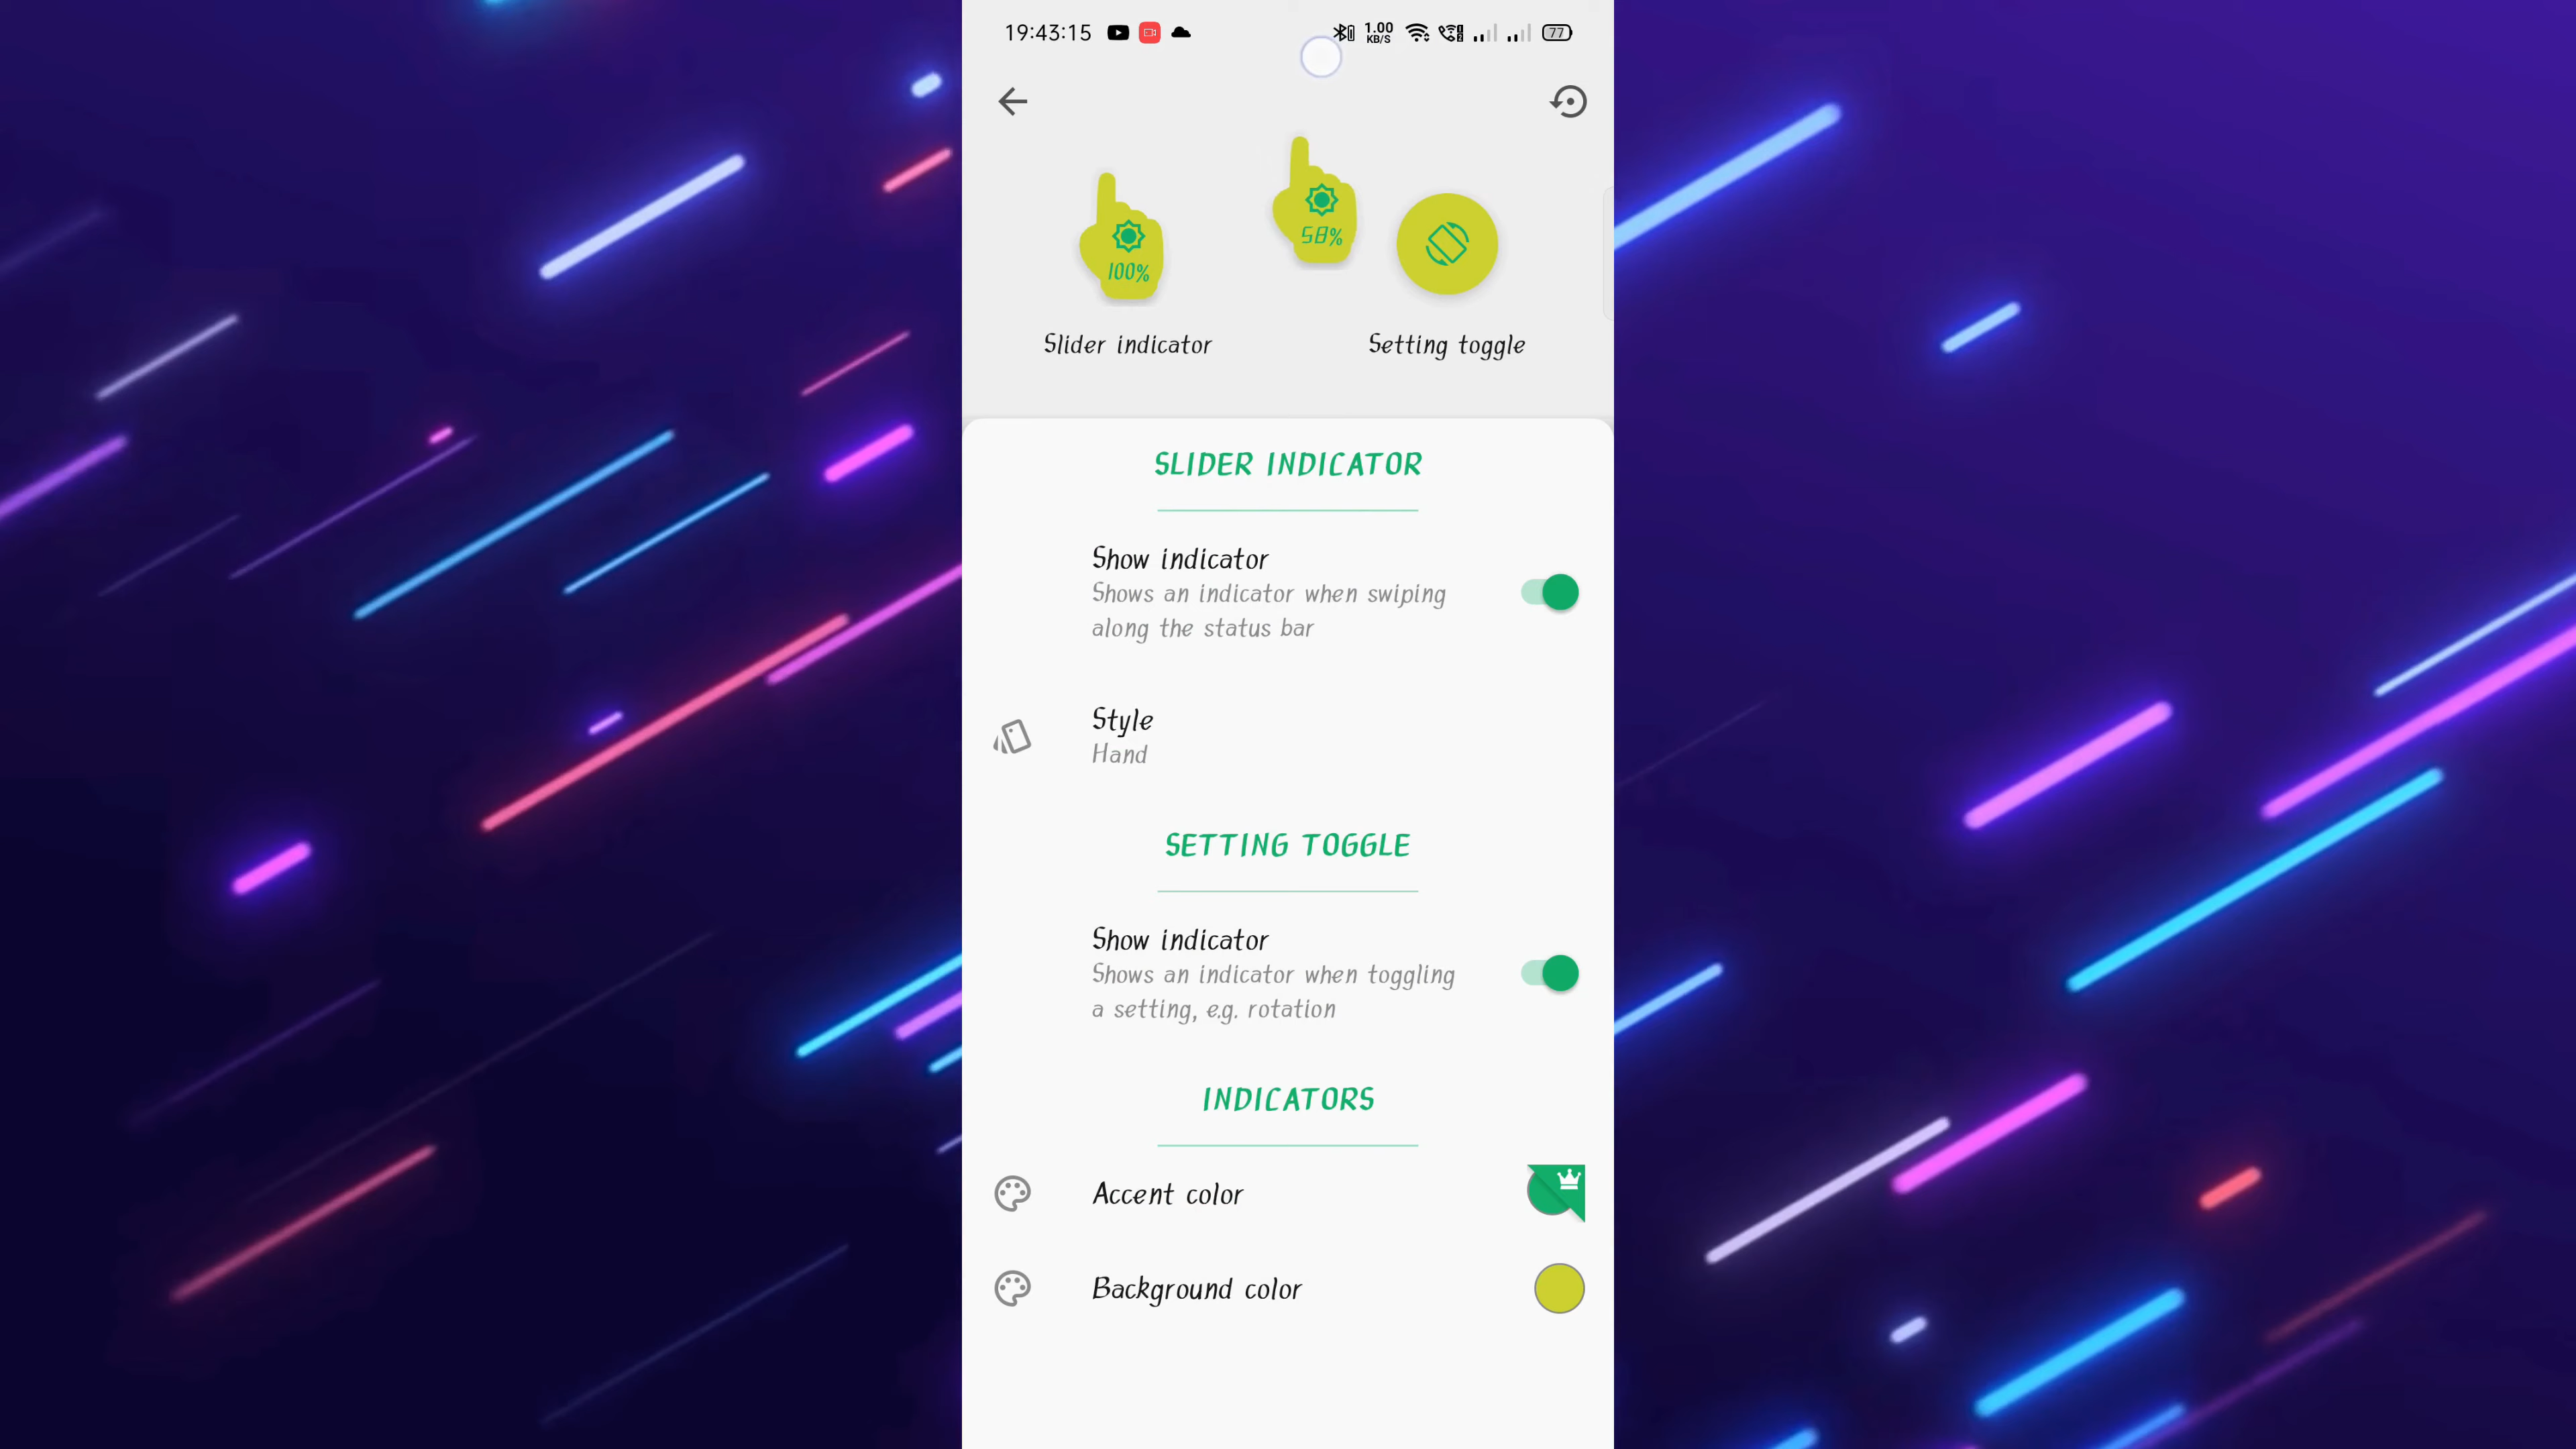 19:43:15
1.00
KB/S
77
58%
100%
Slider indicator
Setting toggle
SLIDER INDICATOR
Show indicator
Shows an indicator when swiping
along the status bar
Style
Hand
SETTING TOGGLE
Show indicator
Shows an indicator when toggling
a setting, e.g. rotation
INDICATORS
Accent color
Background color